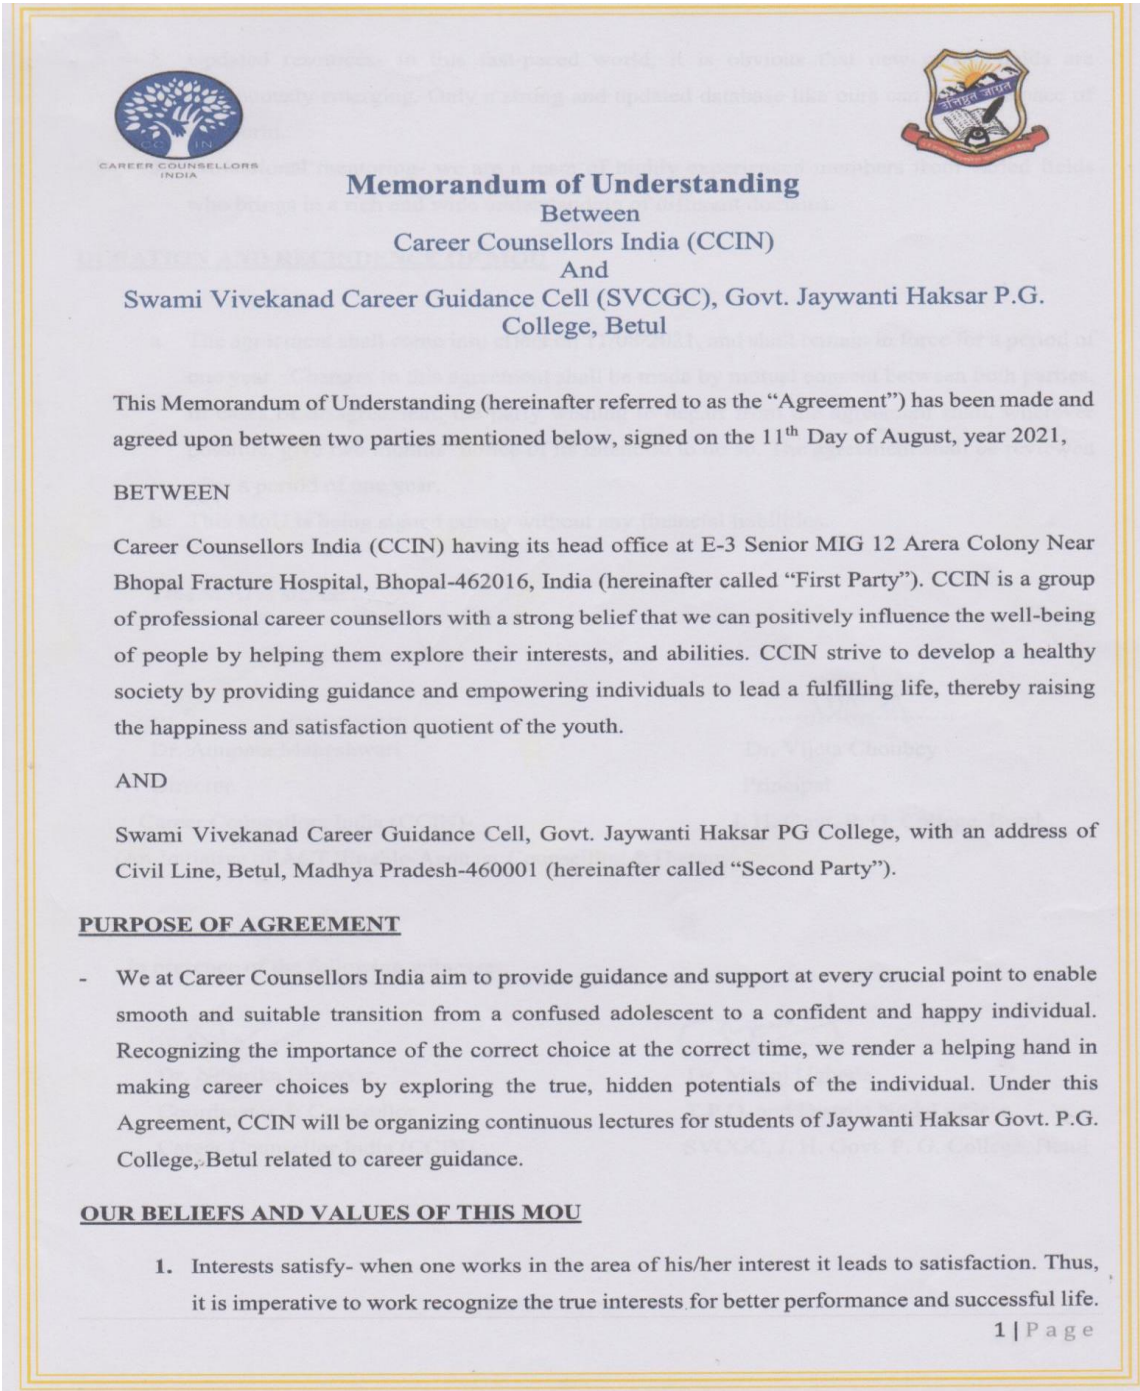 CC IN
CAREER COUNSELLORS
INDIA
उत्तिष्ठत जाग्रत
Memorandum of Understanding
Between
Career Counsellors India (CCIN)
And
Swami Vivekanad Career Guidance Cell (SVCGC), Govt. Jaywanti Haksar P.G.
College, Betul
This Memorandum of Understanding (hereinafter referred to as the “Agreement”) has been made and
agreed upon between two parties mentioned below, signed on the 11th Day of August, year 2021,
BETWEEN
Career Counsellors India (CCIN) having its head office at E-3 Senior MIG 12 Arera Colony Near
Bhopal Fracture Hospital, Bhopal-462016, India (hereinafter called “First Party”). CCIN is a group
of professional career counsellors with a strong belief that we can positively influence the well-being
of people by helping them explore their interests, and abilities. CCIN strive to develop a healthy
society by providing guidance and empowering individuals to lead a fulfilling life, thereby raising
the happiness and satisfaction quotient of the youth.
AND
Swami Vivekanad Career Guidance Cell, Govt. Jaywanti Haksar PG College, with an address of
Civil Line, Betul, Madhya Pradesh-460001 (hereinafter called “Second Party”).
PURPOSE OF AGREEMENT
- We at Career Counsellors India aim to provide guidance and support at every crucial point to enable
smooth and suitable transition from a confused adolescent to a confident and happy individual.
Recognizing the importance of the correct choice at the correct time, we render a helping hand in
making career choices by exploring the true, hidden potentials of the individual. Under this
Agreement, CCIN will be organizing continuous lectures for students of Jaywanti Haksar Govt. P.G.
College, Betul related to career guidance.
OUR BELIEFS AND VALUES OF THIS MOU
1. Interests satisfy- when one works in the area of his/her interest it leads to satisfaction. Thus,
it is imperative to work recognize the true interests for better performance and successful life.
1 | Page